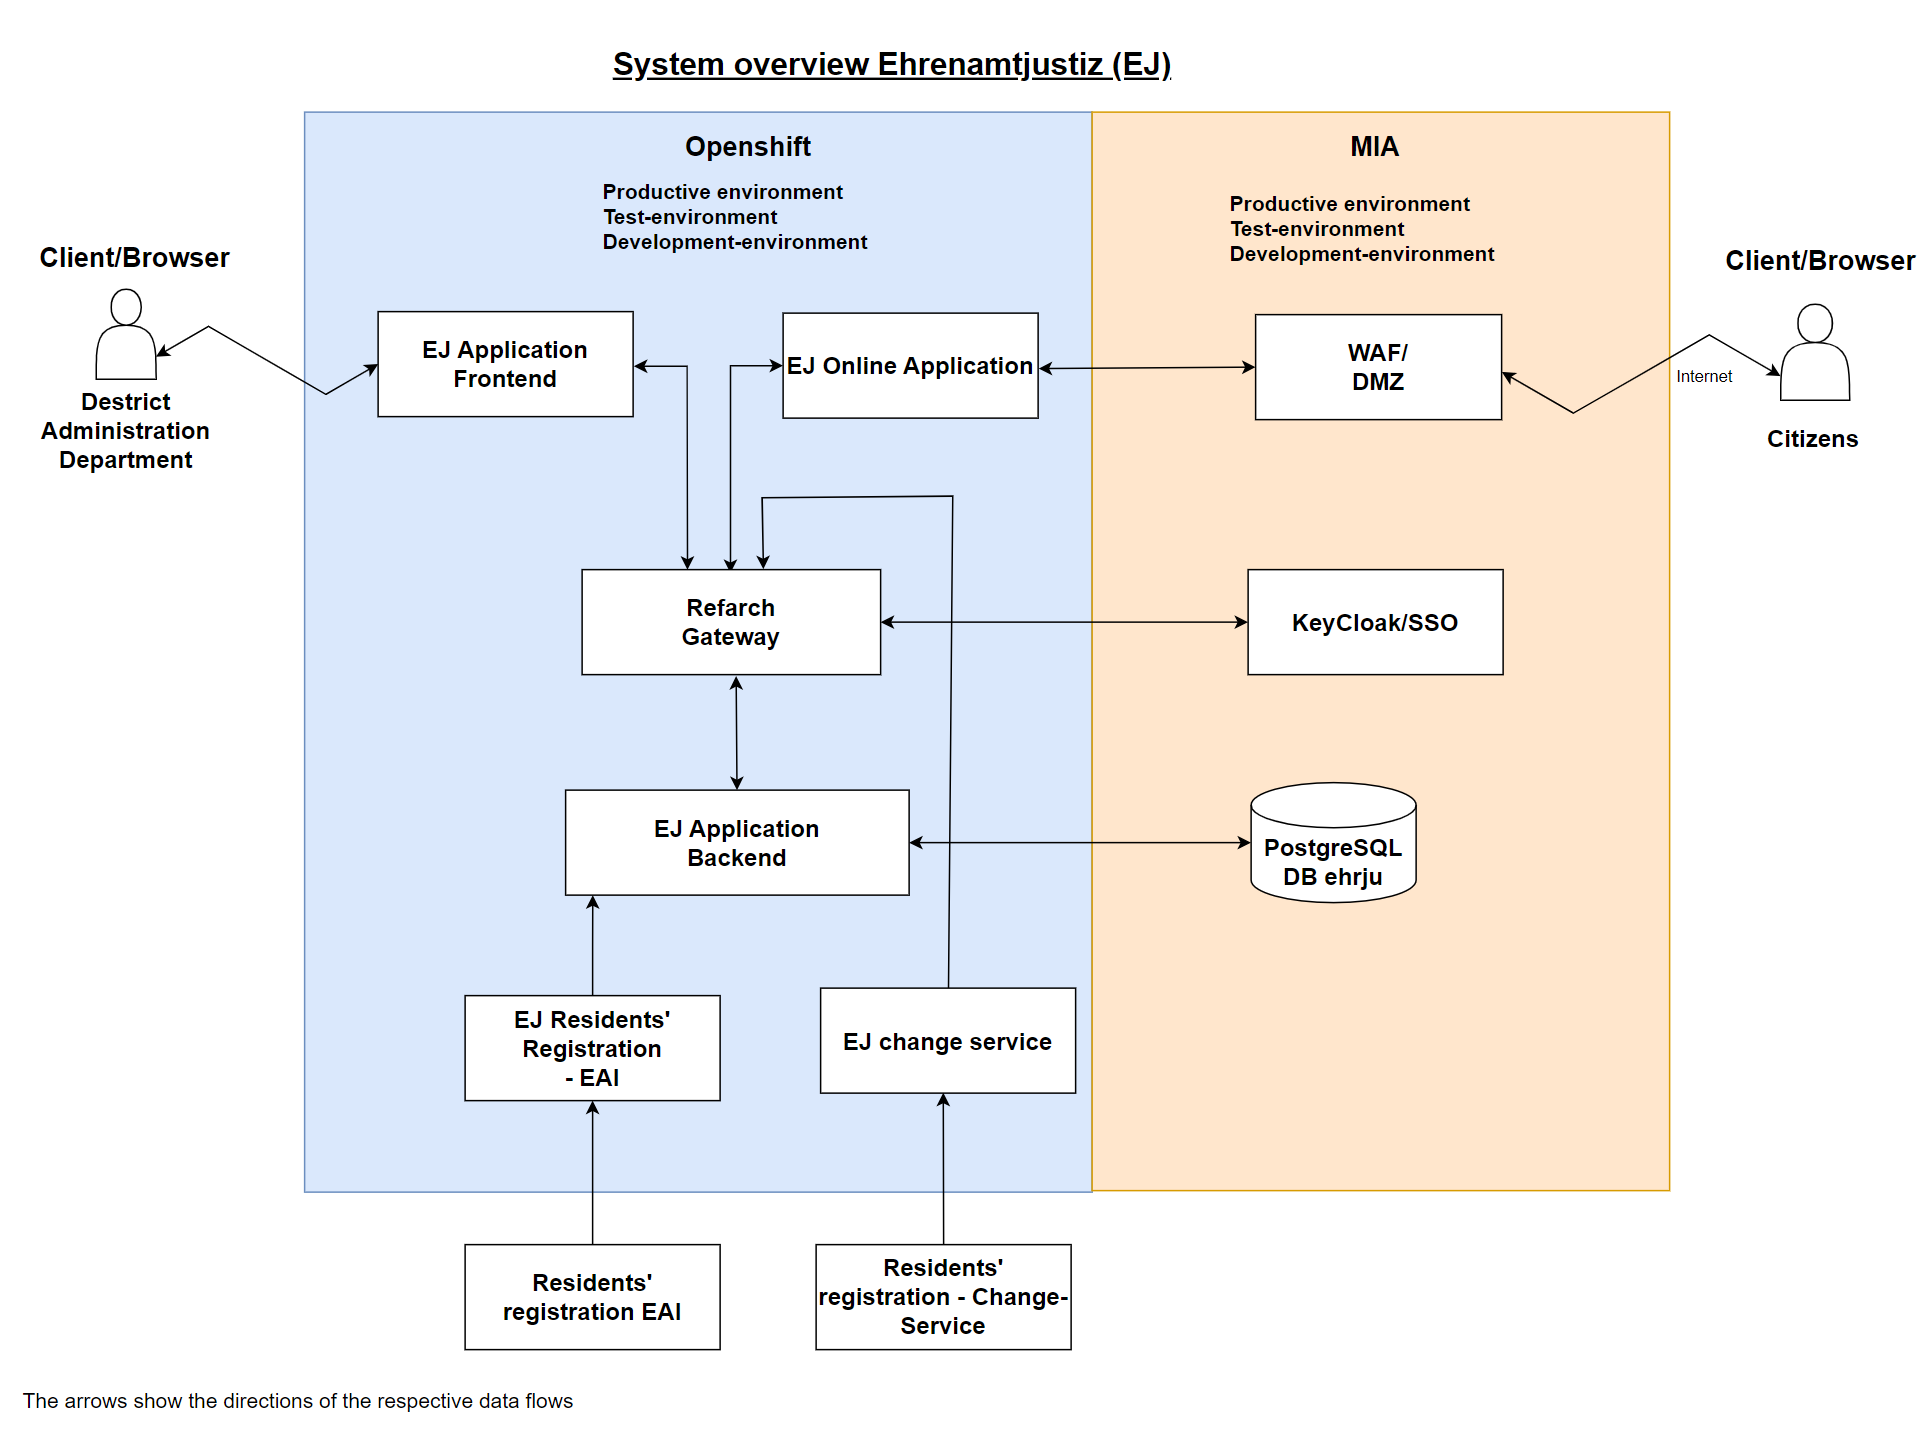 System overview Ehrenamtjustiz (EJ)
Openshift
Productive environment
Test-environment
Development-environment
MIA
Productive environment
Test-environment
Development-environment
Client/Browser
Destrict
Administration
Department
Client/Browser
Citizens
Internet
EJ Application
Frontend
EJ Online Application
WAF/
DMZ
Refarch
Gateway
KeyCloak/SSO
EJ Application
Backend
PostgreSQL
DB ehrju
EJ Residents'
Registration
- EAI
EJ change service
Residents'
registration EAI
Residents'
registration - Change-
Service
The arrows show the directions of the respective data flows